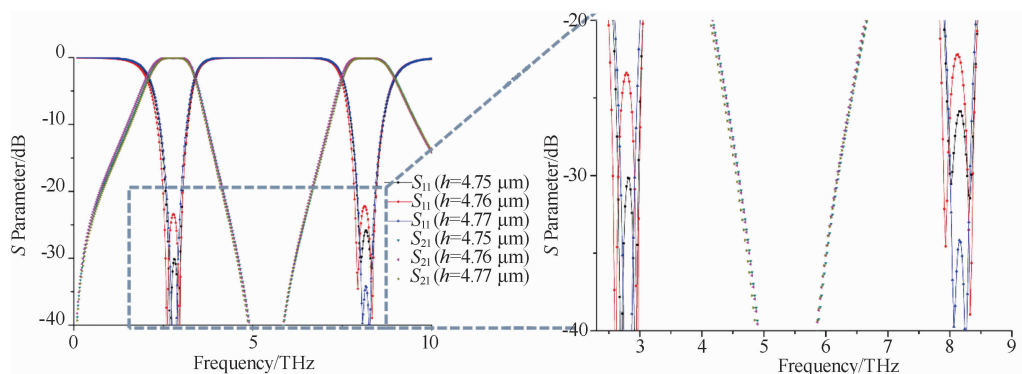 0
-10
-20
-30
-40
S Parameter/dB
0
5
10
Frequency/THz
S11 (h=4.75 μm)
S11 (h=4.76 μm)
S11 (h=4.77 μm)
S21 (h=4.75 μm)
S21 (h=4.76 μm)
S21 (h=4.77 μm)
-20
-30
-40
S Parameter/dB
3
4
5
6
7
8
9
Frequency/THz